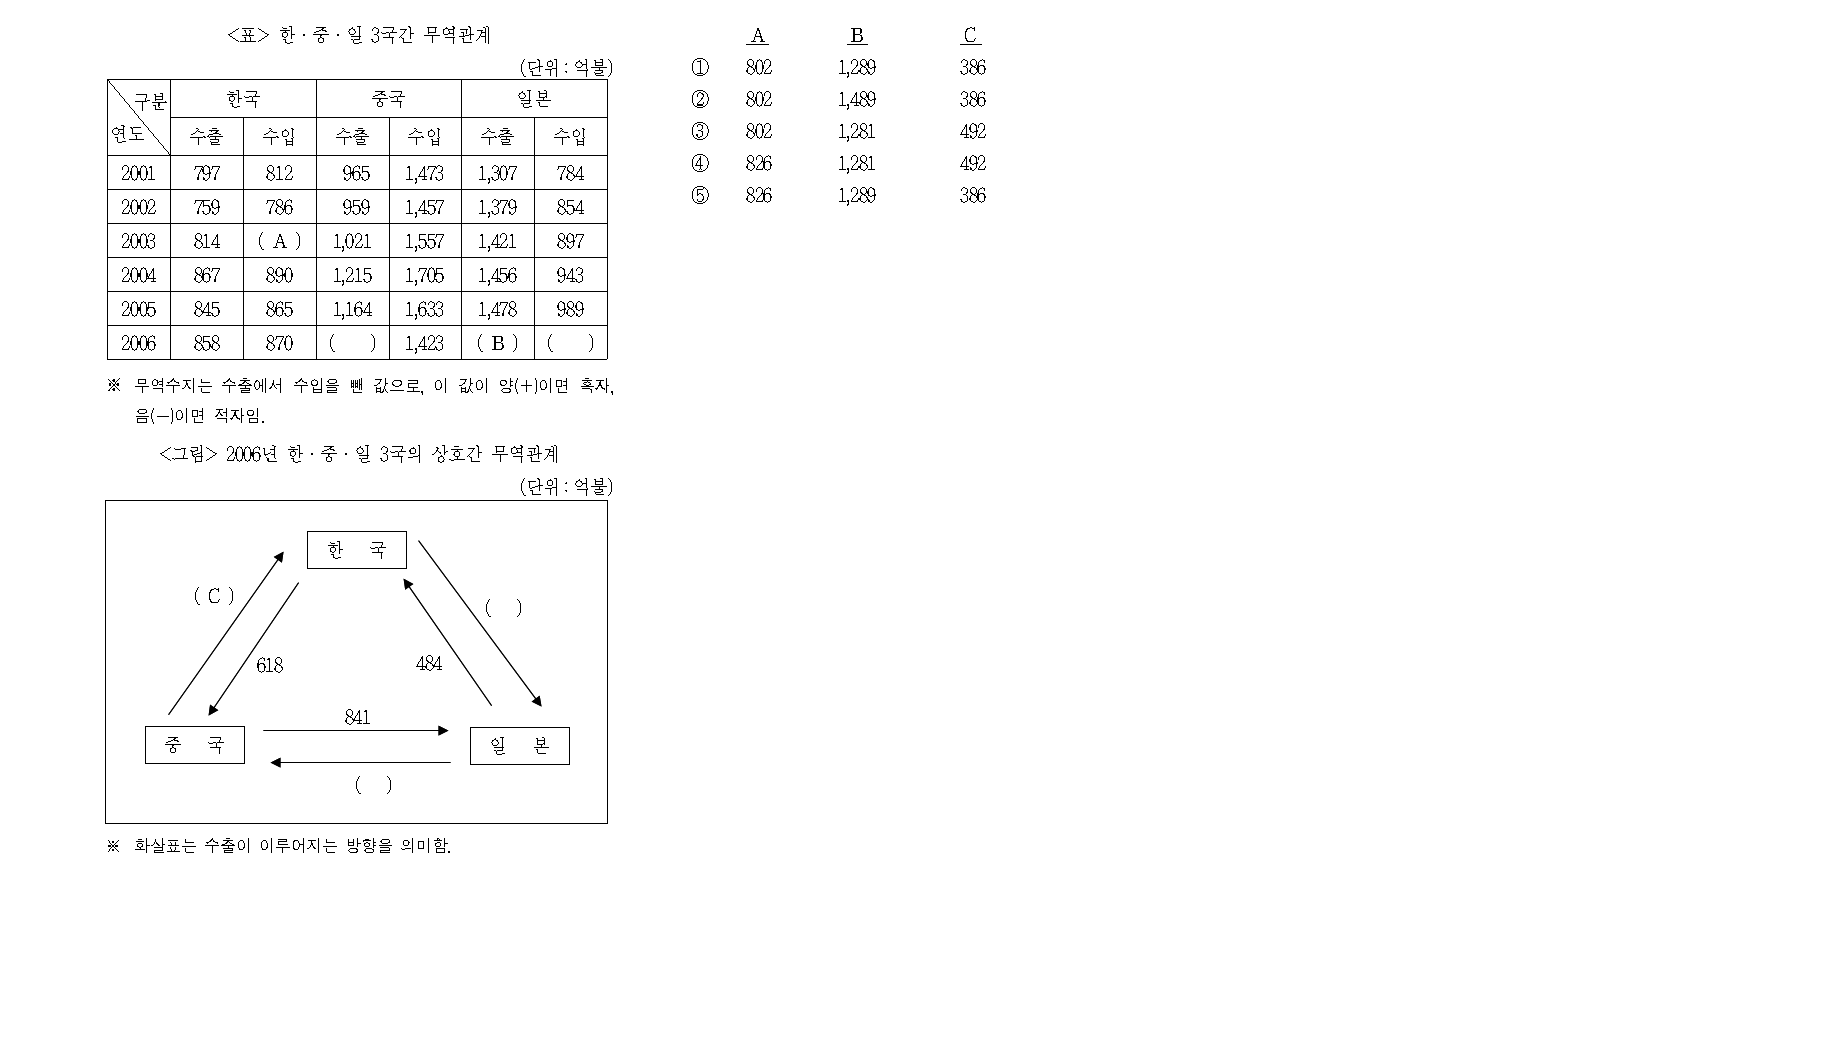 <표> 한·중·일 3국간 무역관계
(단위 : 억불)
구분 한국 중국 일본
연도 수출 수입 수출 수입 수출 수입
2001 797 812 965 1,473 1,307 784
2002 759 786 959 1,457 1,379 854
2003 814 ( A ) 1,021 1,557 1,421 897
2004 867 890 1,215 1,705 1,456 943
2005 845 865 1,164 1,633 1,478 989
2006 858 870 ( ) 1,423 ( B ) ( )
※ 무역수지는 수출에서 수입을 뺀 값으로, 이 값이 양(+)이면 흑자,
음(-)이면 적자임.
<그림> 2006년 한·중·일 3국의 상호간 무역관계
(단위 : 억불)
한 국
( C )
( )
618
484
841
중 국
일 본
( )
※ 화살표는 수출이 이루어지는 방향을 의미함.
A B C
① 802 1,289 386
② 802 1,489 386
③ 802 1,281 492
④ 826 1,281 492
⑤ 826 1,289 386